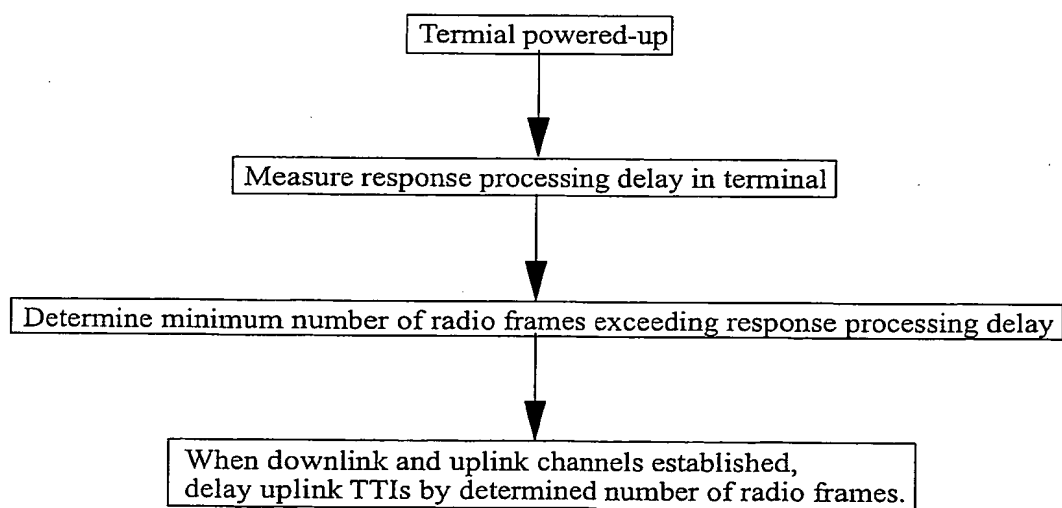 Termial powered-up
Measure response processing delay in terminal
Determine minimum number of radio frames exceeding response processing delay
When downlink and uplink channels established,
delay uplink TTIs by determined number of radio frames.